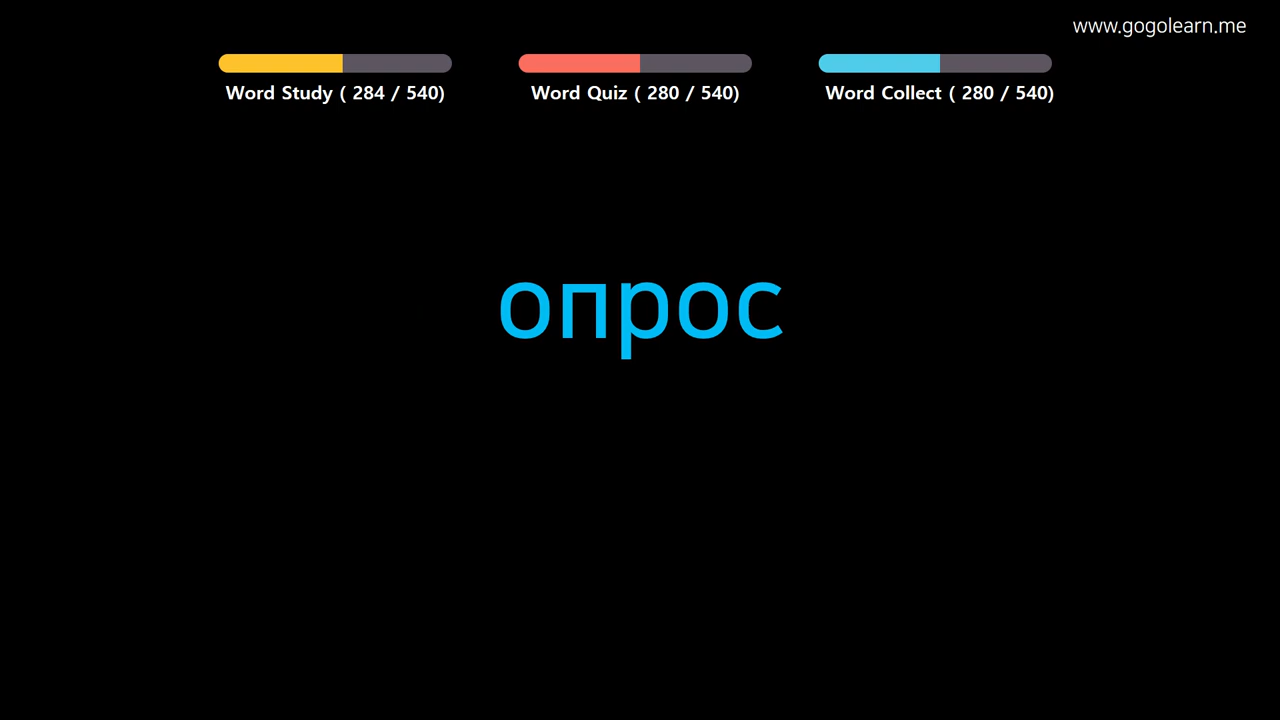 www.gogolearn.me
Word Study ( 284 / 540)
Word Quiz ( 280 / 540)
Word Collect ( 280 / 540)
опрос